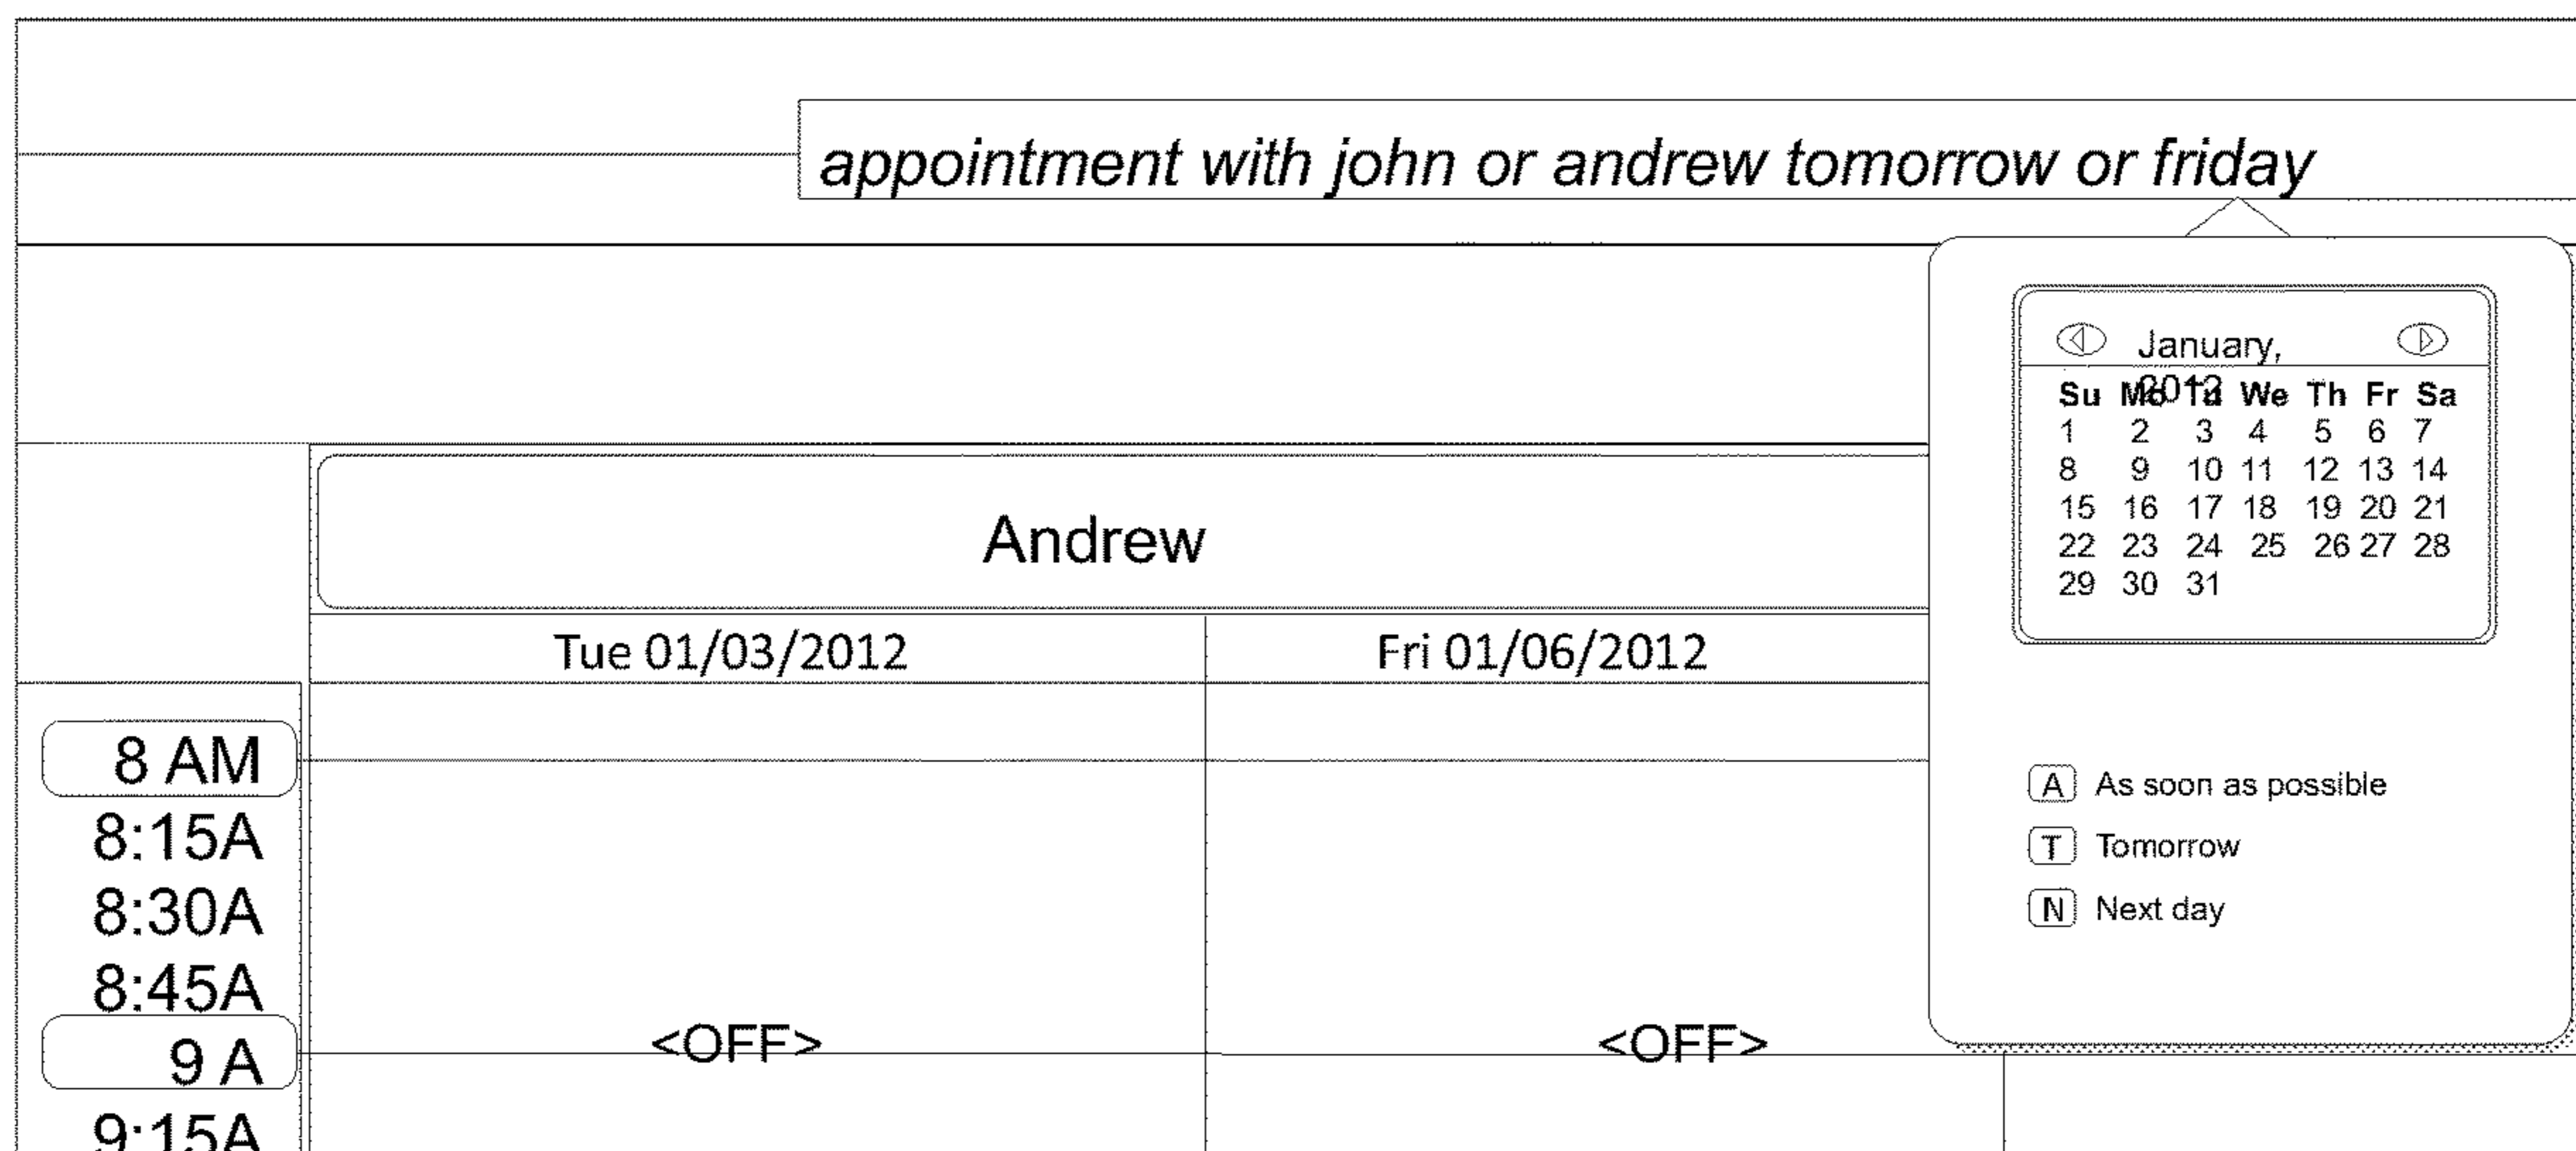 appointment with john or andrew tomorrow or friday
January,
2012
Su Mo Tu We Th Fr Sa
1 2 3 4 5 6 7
8 9 10 11 12 13 14
15 16 17 18 19 20 21
22 23 24 25 26 27 28
29 30 31
A As soon as possible
T Tomorrow
N Next day
Andrew
Tue 01/03/2012 Fri 01/06/2012
8 AM
8:15A
8:30A
8:45A
9 A <OFF> <OFF>
9:15A